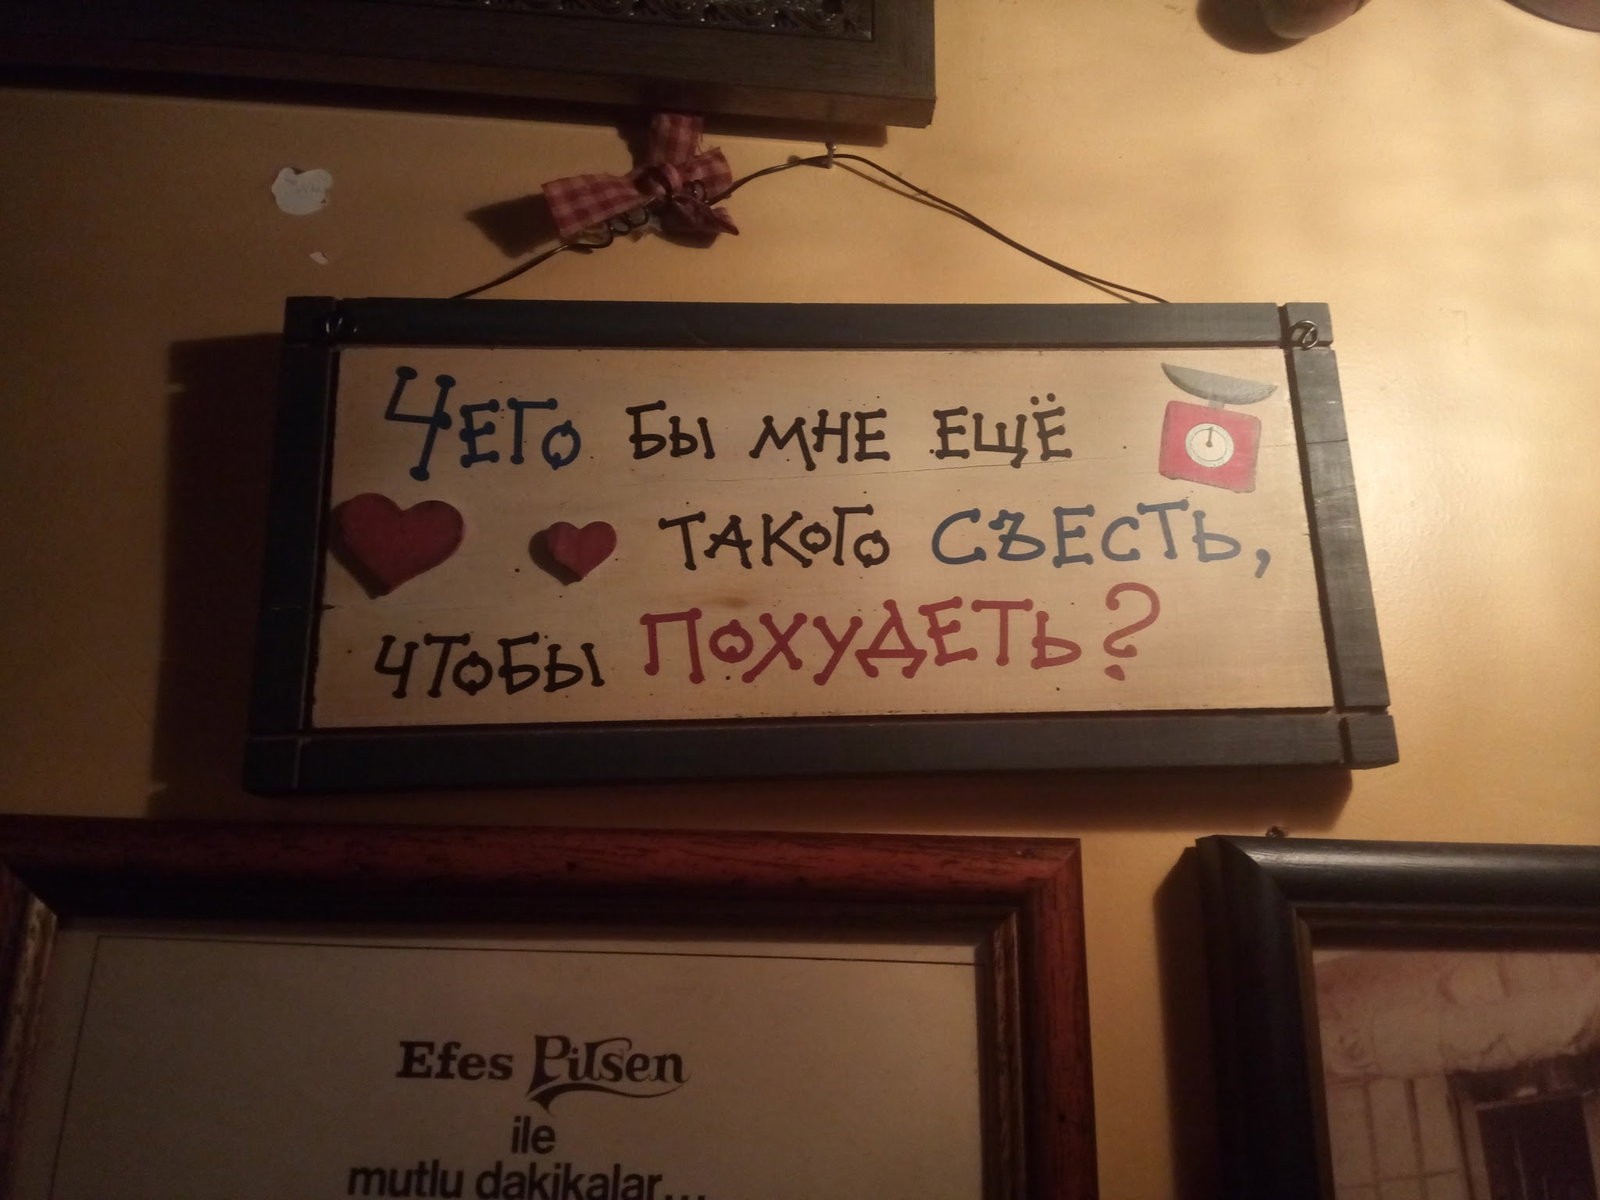 Чего бы мне ещё
такого съесть,
чтобы похудеть?
Efes Pilsen
ile
mutlu dakikalar...